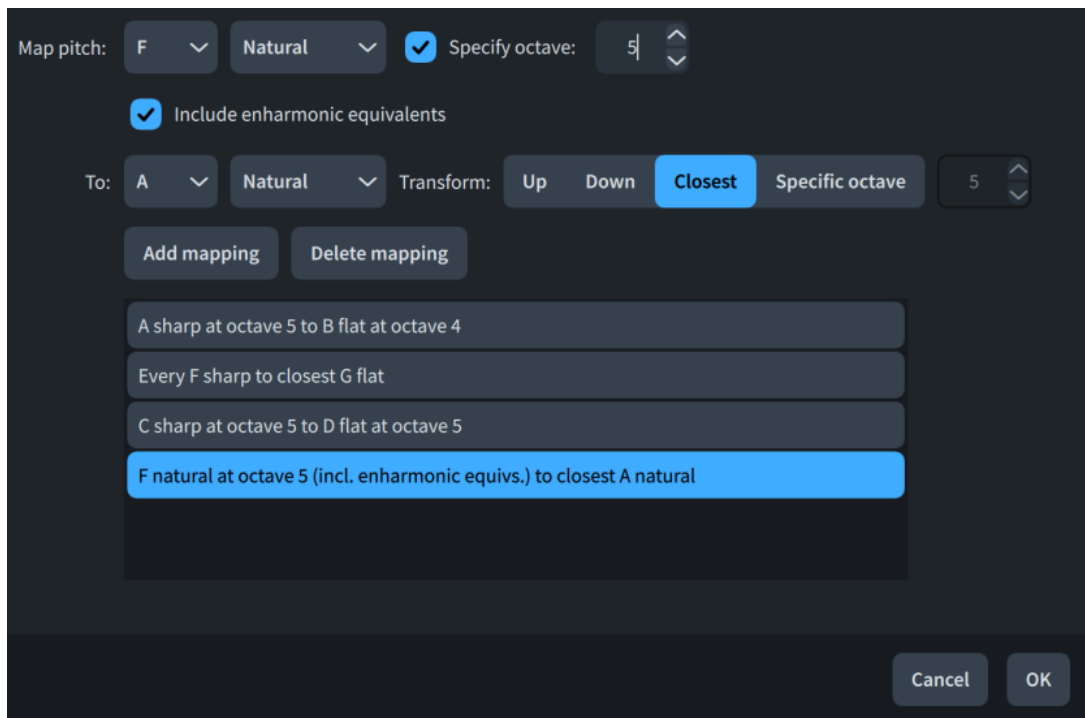 Map pitch: F Natural Specify octave: 5
Include enharmonic equivalents
To: A Natural Transform: Up Down Closest Specific octave 5
Add mapping Delete mapping
A sharp at octave 5 to B flat at octave 4
Every F sharp to closest G flat
C sharp at octave 5 to D flat at octave 5
F natural at octave 5 (incl. enharmonic equivs.) to closest A natural
Cancel OK